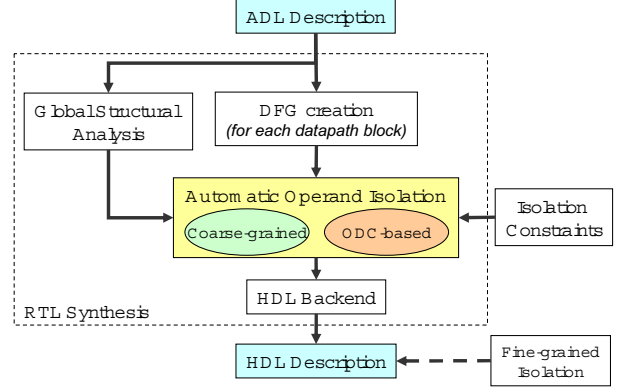 ADL Description
Global Structural
Analysis
DFG creation
(for each datapath block)
Automatic Operand Isolation
Coarse-grained
ODC-based
Isolation
Constraints
HDL Backend
RTL Synthesis
HDL Description
Fine-grained
Isolation